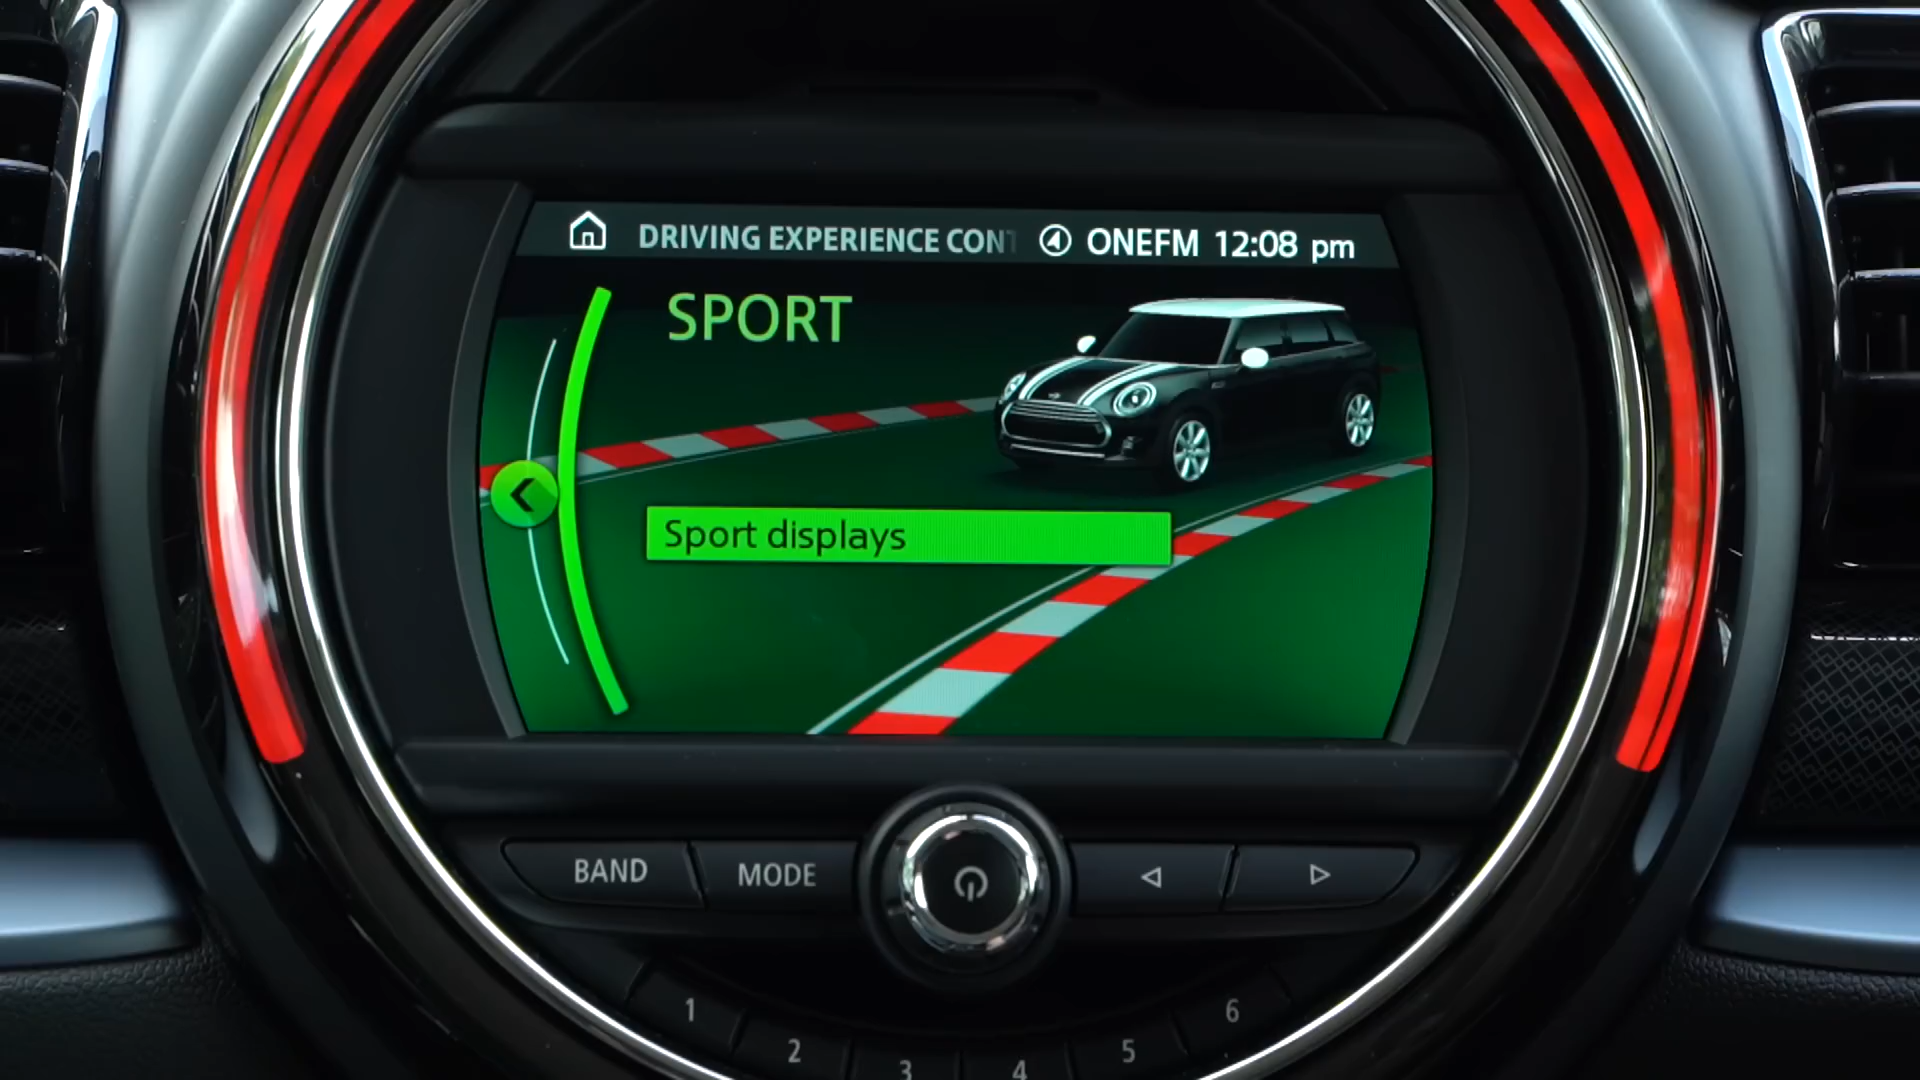 DRIVING EXPERIENCE CONT ONEFM 12:08 pm
SPORT
Sport displays
BAND MODE
1 2 3 4 5 6